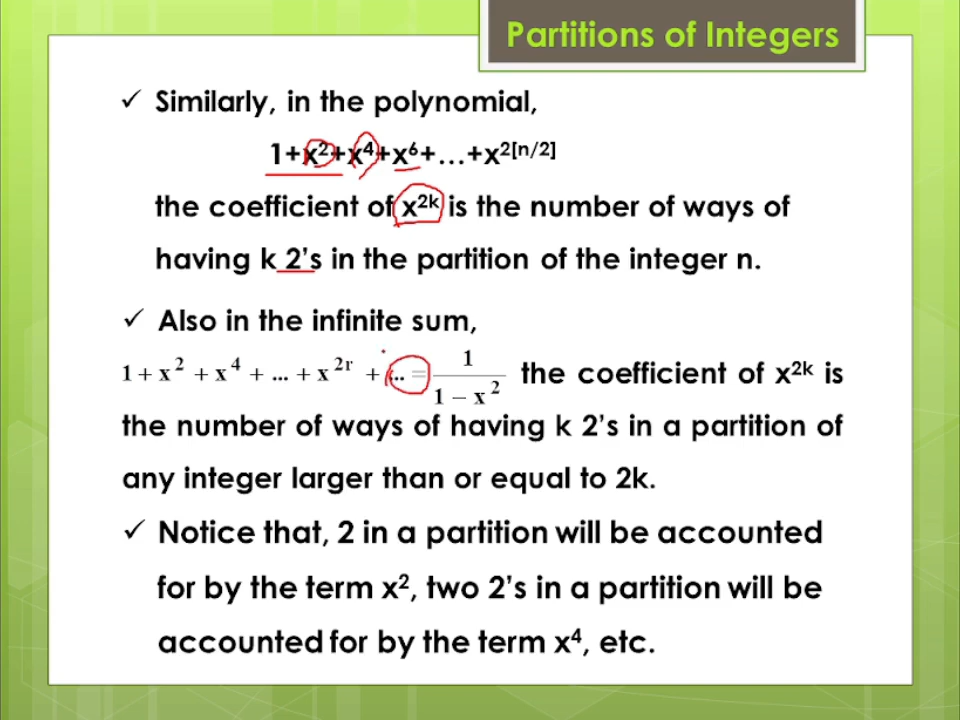 Partitions of Integers
✓ Similarly, in the polynomial,
1+x²+x⁴+x⁶+...+x^2[n/2]
the coefficient of x^2k is the number of ways of
having k 2's in the partition of the integer n.
✓ Also in the infinite sum,
1 + x² + x⁴ + ... + x^2r + ... = 1/(1 − x²) the coefficient of x^2k is
the number of ways of having k 2's in a partition of
any integer larger than or equal to 2k.
✓ Notice that, 2 in a partition will be accounted
for by the term x², two 2's in a partition will be
accounted for by the term x⁴, etc.